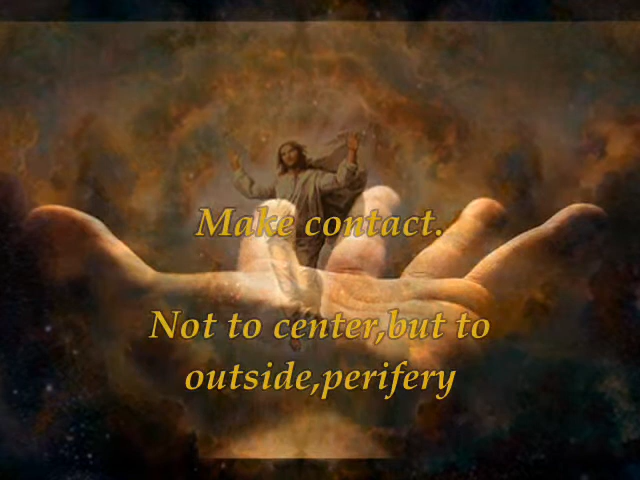 Make contact.
Not to center,but to
outside,perifery